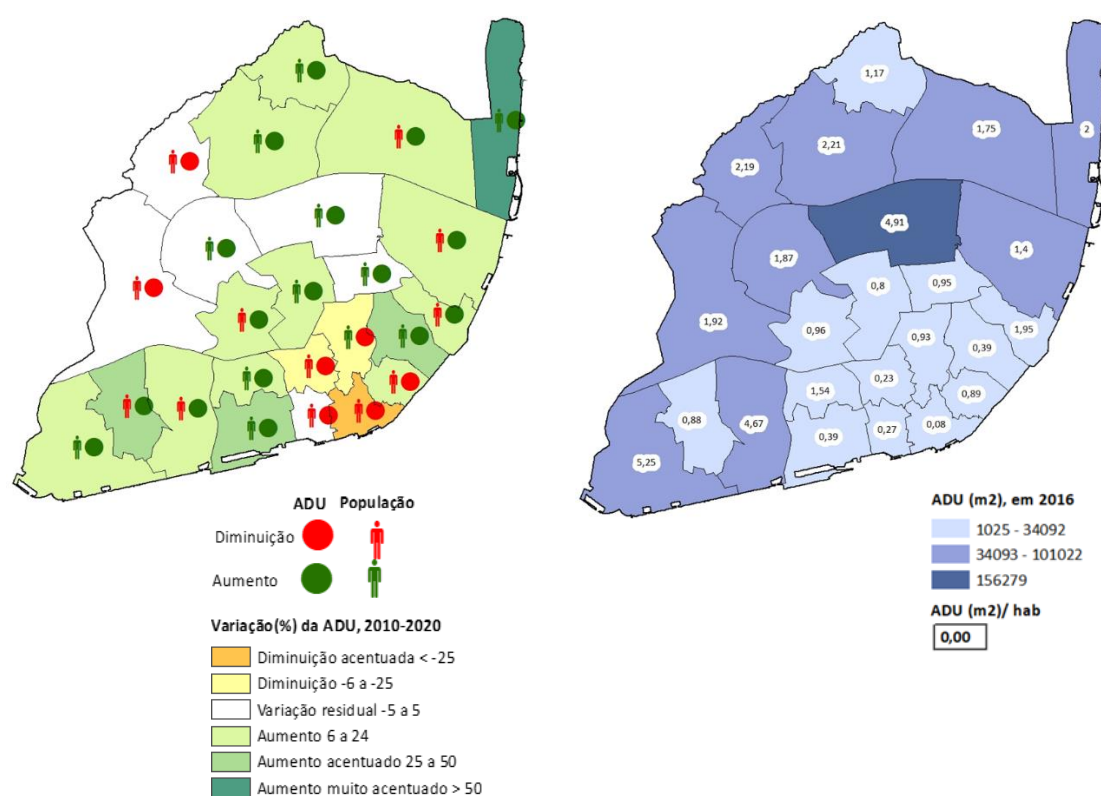 1,17
2,21
1,75
2
2,19
4,91
1,87
1,4
0,8
0,95
1,92
0,96
0,93
1,95
0,39
0,23
0,89
1,54
0,88
4,67
0,39
0,27
0,08
5,25
ADU População
Diminuição
Aumento
Variação(%) da ADU, 2010-2020
Diminuição acentuada < -25
Diminuição -6 a -25
Variação residual -5 a 5
Aumento 6 a 24
Aumento acentuado 25 a 50
Aumento muito acentuado > 50
ADU (m2), em 2016
1025 - 34092
34093 - 101022
156279
ADU (m2)/ hab
0,00